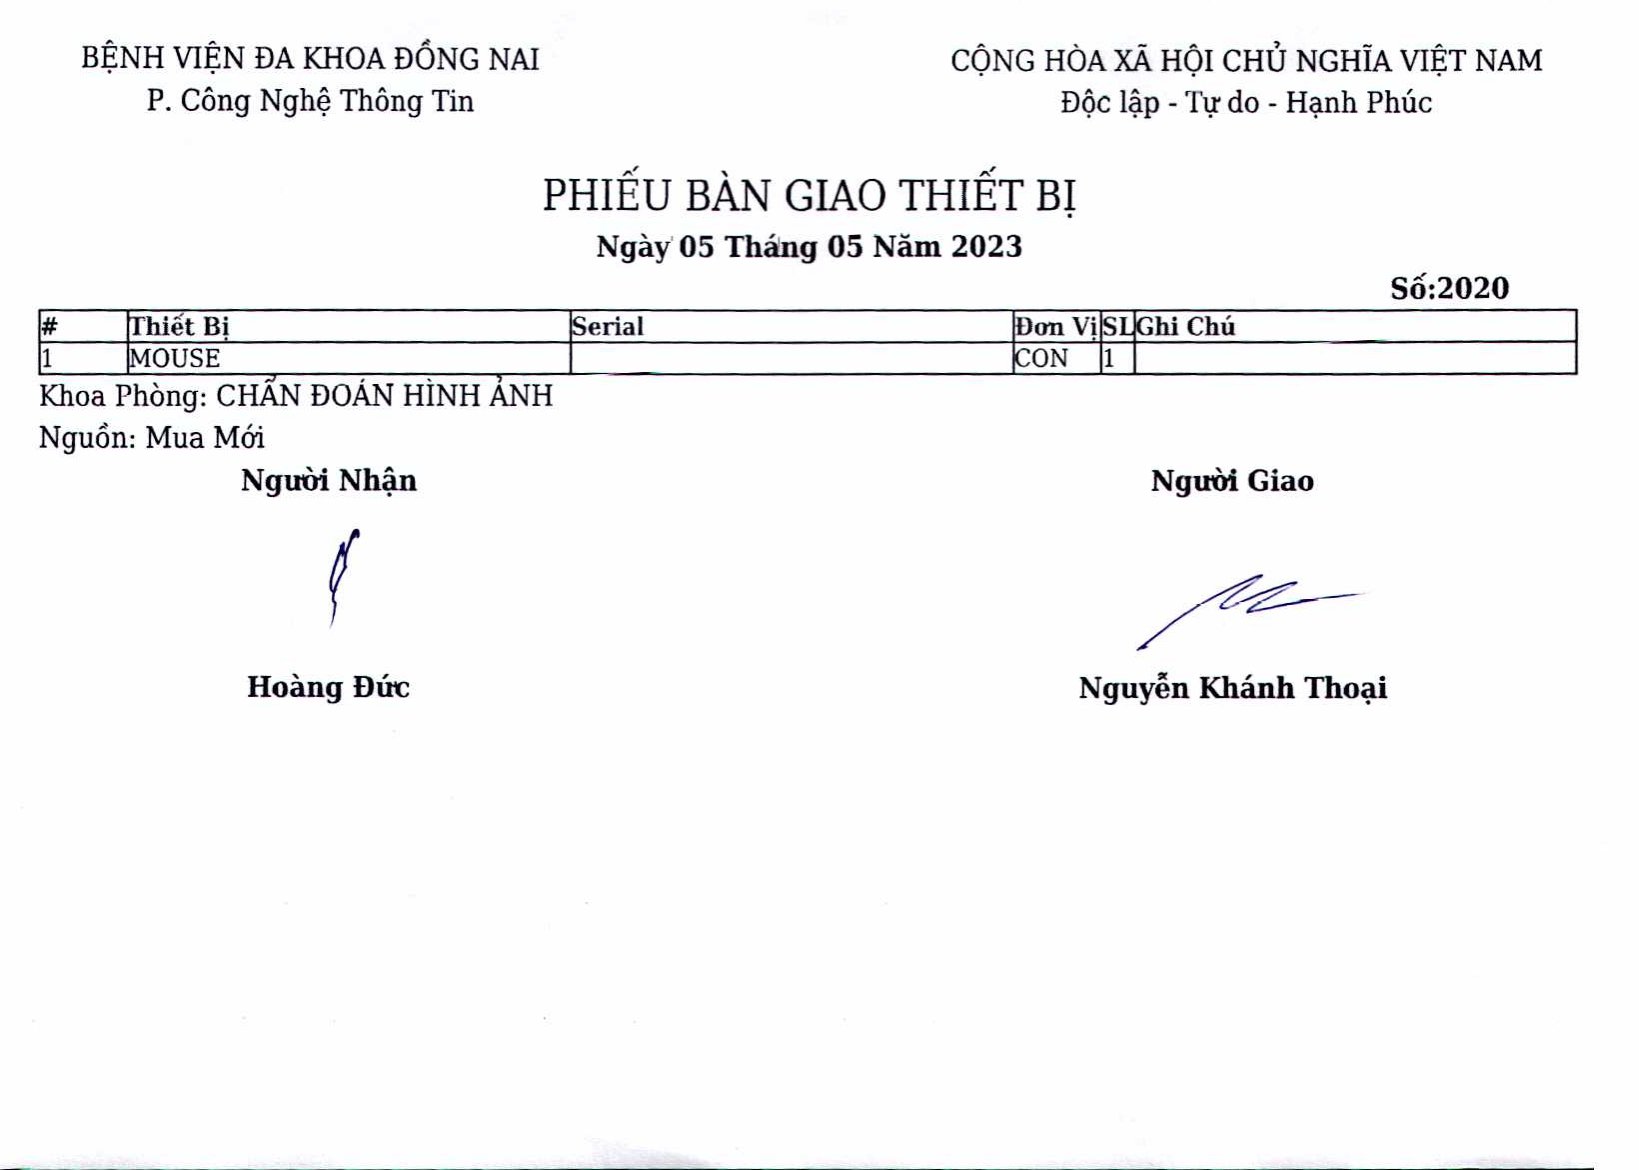 BỆNH VIỆN ĐA KHOA ĐỒNG NAI
P. Công Nghệ Thông Tin
CỘNG HÒA XÃ HỘI CHỦ NGHĨA VIỆT NAM
Độc lập - Tự do - Hạnh Phúc
PHIẾU BÀN GIAO THIẾT BỊ
Ngày 05 Tháng 05 Năm 2023
Số:2020
# Thiết Bị Serial Đơn Vị SL Ghi Chú
1 MOUSE CON 1
Khoa Phòng: CHẨN ĐOÁN HÌNH ẢNH
Nguồn: Mua Mới
Người Nhận Người Giao
Hoàng Đức Nguyễn Khánh Thoại